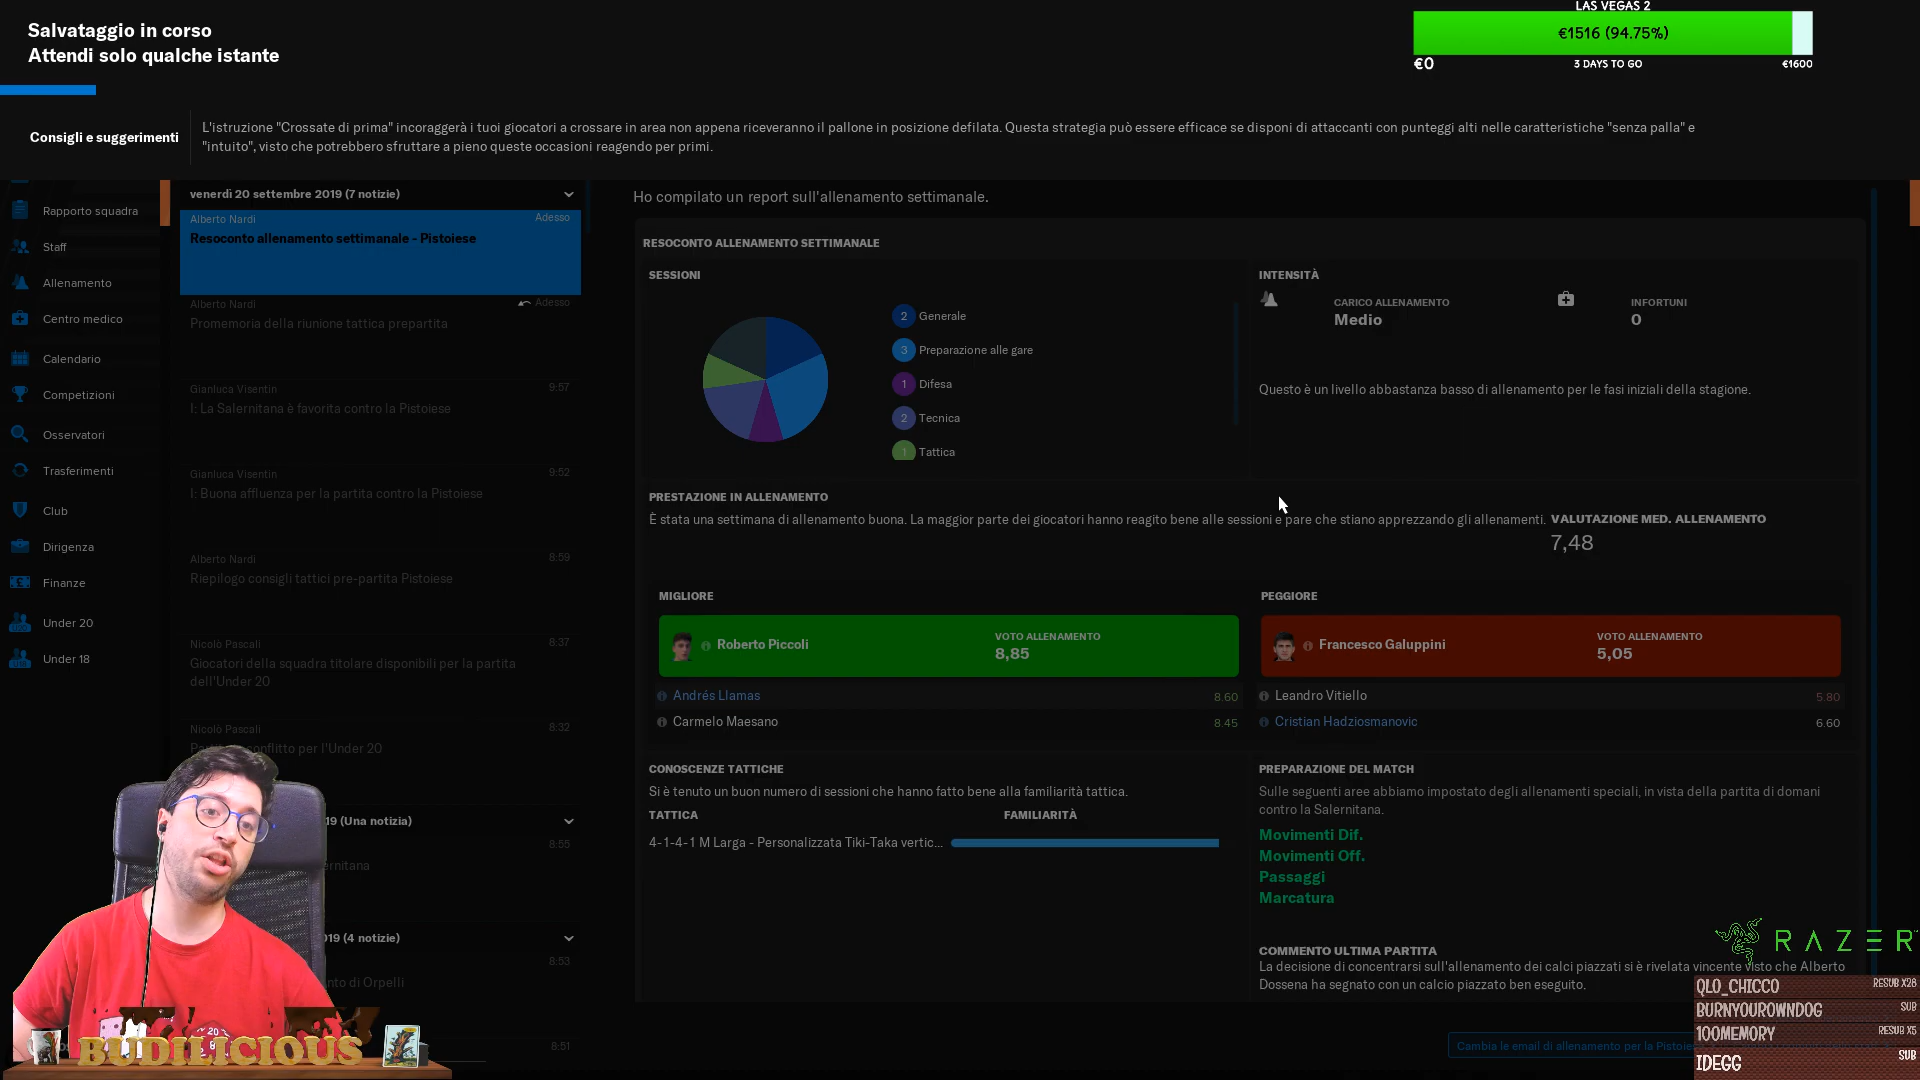 Salvataggio in corso
Attendi solo qualche istante
LAS VEGAS 2
€1516 (94.75%)
€0
3 DAYS TO GO
€1600
Consigli e suggerimenti
L'istruzione "Crossate di prima" incoraggerà i tuoi giocatori a crossare in area non appena riceveranno il pallone in posizione defilata. Questa strategia può essere efficace se disponi di attaccanti con punteggi alti nelle caratteristiche "senza palla" e
"intuito", visto che potrebbero sfruttare a pieno queste occasioni reagendo per primi.
Rapporto squadra
Staff
Allenamento
Centro medico
Calendario
Competizioni
Osservatori
Trasferimenti
Club
Dirigenza
Finanze
Under 20
Under 18
venerdì 20 settembre 2019 (7 notizie)
Alberto Nardi
Adesso
Resoconto allenamento settimanale - Pistoiese
Alberto Nardi
Adesso
Promemoria della riunione tattica prepartita
Gianluca Visentin
9:57
I: La Salernitana è favorita contro la Pistoiese
Gianluca Visentin
9:52
I: Buona affluenza per la partita contro la Pistoiese
Alberto Nardi
8:59
Riepilogo consigli tattici pre-partita Pistoiese
Nicolò Pascali
8:37
Giocatori della squadra titolare disponibili per la partita
dell'Under 20
Nicolò Pascali
8:32
conflitto per l'Under 20
19 (Una notizia)
8:55
ernitana
019 (4 notizie)
8:53
nto di Orpelli
8:51
Ho compilato un report sull'allenamento settimanale.
RESOCONTO ALLENAMENTO SETTIMANALE
SESSIONI
2 Generale
3 Preparazione alle gare
1 Difesa
2 Tecnica
1 Tattica
INTENSITÀ
CARICO ALLENAMENTO
Medio
INFORTUNI
0
Questo è un livello abbastanza basso di allenamento per le fasi iniziali della stagione.
PRESTAZIONE IN ALLENAMENTO
È stata una settimana di allenamento buona. La maggior parte dei giocatori hanno reagito bene alle sessioni e pare che stiano apprezzando gli allenamenti.
VALUTAZIONE MED. ALLENAMENTO
7,48
MIGLIORE
Roberto Piccoli
VOTO ALLENAMENTO
8,85
Andrés Llamas
8.60
Carmelo Maesano
8.45
PEGGIORE
Francesco Galuppini
VOTO ALLENAMENTO
5,05
Leandro Vitiello
5.80
Cristian Hadziosmanovic
6.60
CONOSCENZE TATTICHE
Si è tenuto un buon numero di sessioni che hanno fatto bene alla familiarità tattica.
TATTICA
FAMILIARITÀ
4-1-4-1 M Larga - Personalizzata Tiki-Taka vertic...
PREPARAZIONE DEL MATCH
Sulle seguenti aree abbiamo impostato degli allenamenti speciali, in vista della partita di domani
contro la Salernitana.
Movimenti Dif.
Movimenti Off.
Passaggi
Marcatura
COMMENTO ULTIMA PARTITA
La decisione di concentrarsi sull'allenamento dei calci piazzati si è rivelata vincente visto che Alberto
Dossena ha segnato con un calcio piazzato ben eseguito.
Cambia le email di allenamento per la Pistoie
RAZER
QLO_CHICCO
RESUB X26
BURNYOUROWNDOG
SUB
100MEMORY
RESUB X5
IDEGG
SUB
BUDILICIOUS